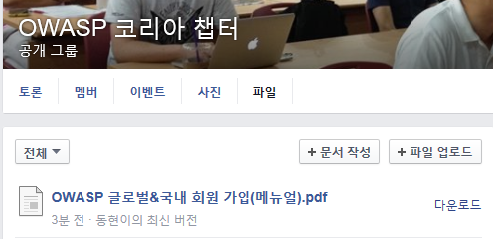 OWASP 코리아 챕터
공개 그룹
토론 멤버 이벤트 사진 파일
전체 + 문서 작성 + 파일 업로드
OWASP 글로벌&국내 회원 가입(메뉴얼).pdf 다운로드
3분 전 · 동현이의 최신 버전